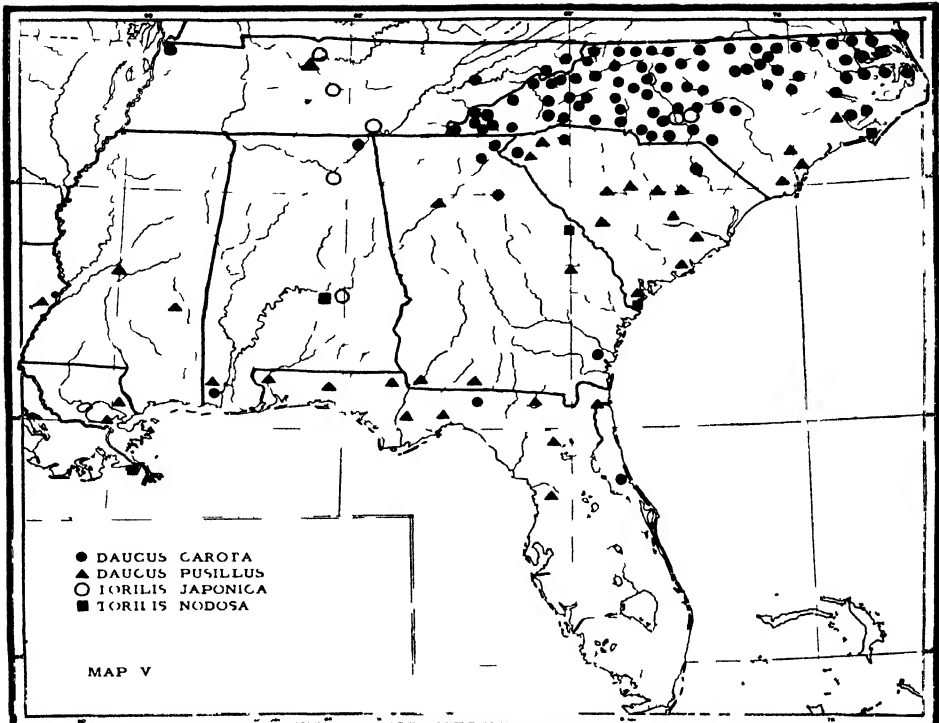 ● DAUCUS CAROTA
▲ DAUCUS PUSILLUS
○ TORILIS JAPONICA
■ TORILIS NODOSA
MAP V